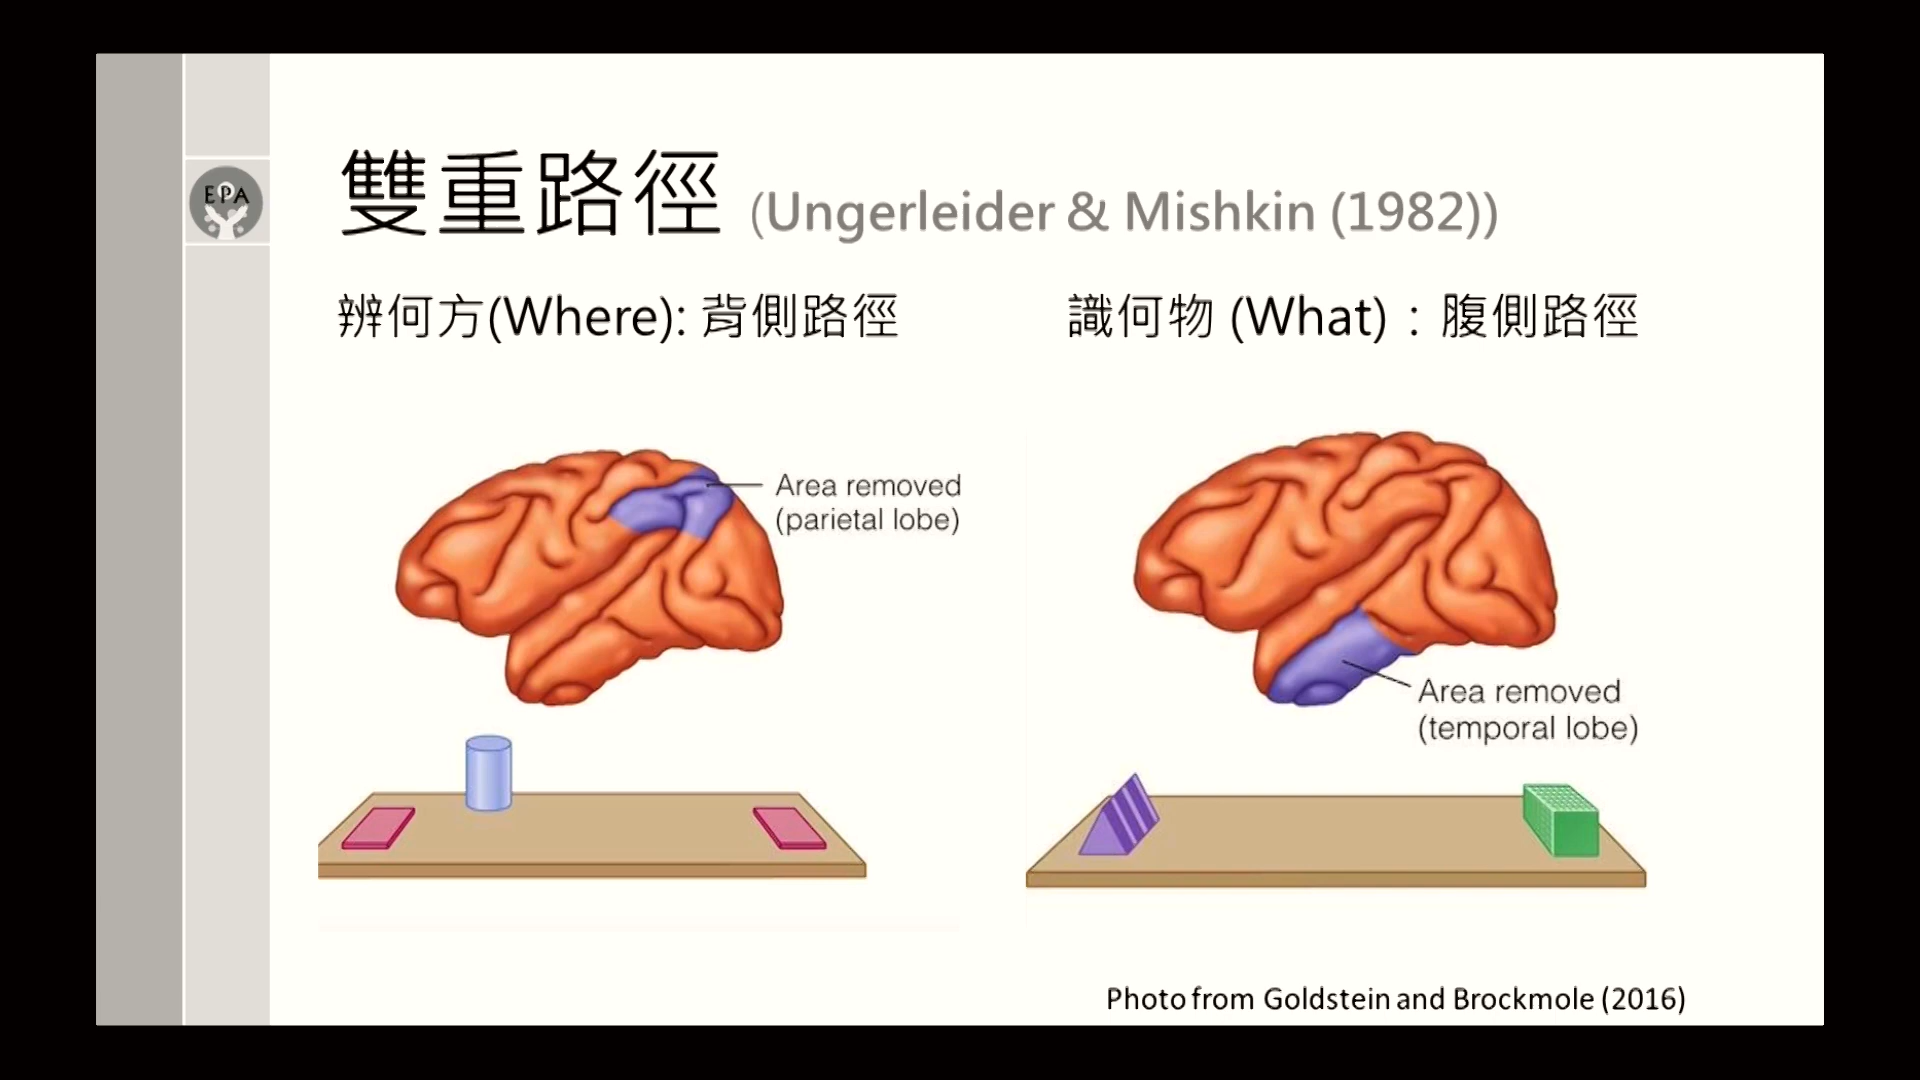 EPA
雙重路徑 (Ungerleider & Mishkin (1982))
辨何方(Where): 背側路徑
識何物 (What)：腹側路徑
Area removed
(parietal lobe)
Area removed
(temporal lobe)
Photo from Goldstein and Brockmole (2016)